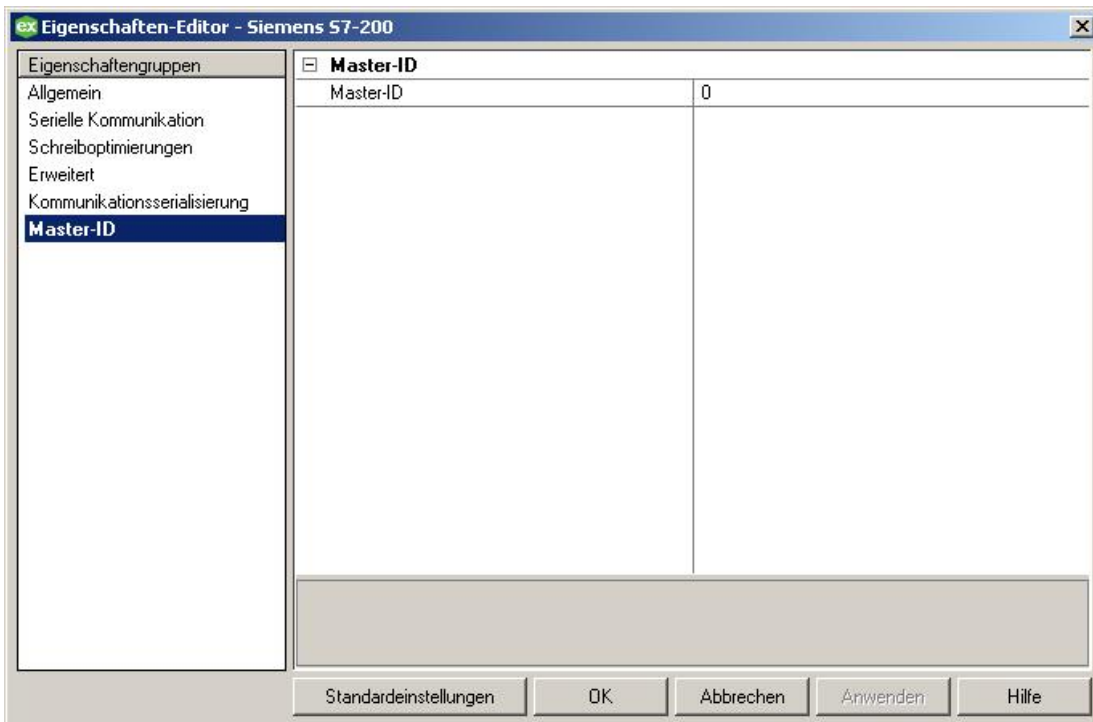 ex Eigenschaften-Editor - Siemens S7-200
Eigenschaftengruppen
Allgemein
Serielle Kommunikation
Schreiboptimierungen
Erweitert
Kommunikationsserialisierung
Master-ID
Master-ID
Master-ID 0
Standardeinstellungen OK Abbrechen Anwenden Hilfe